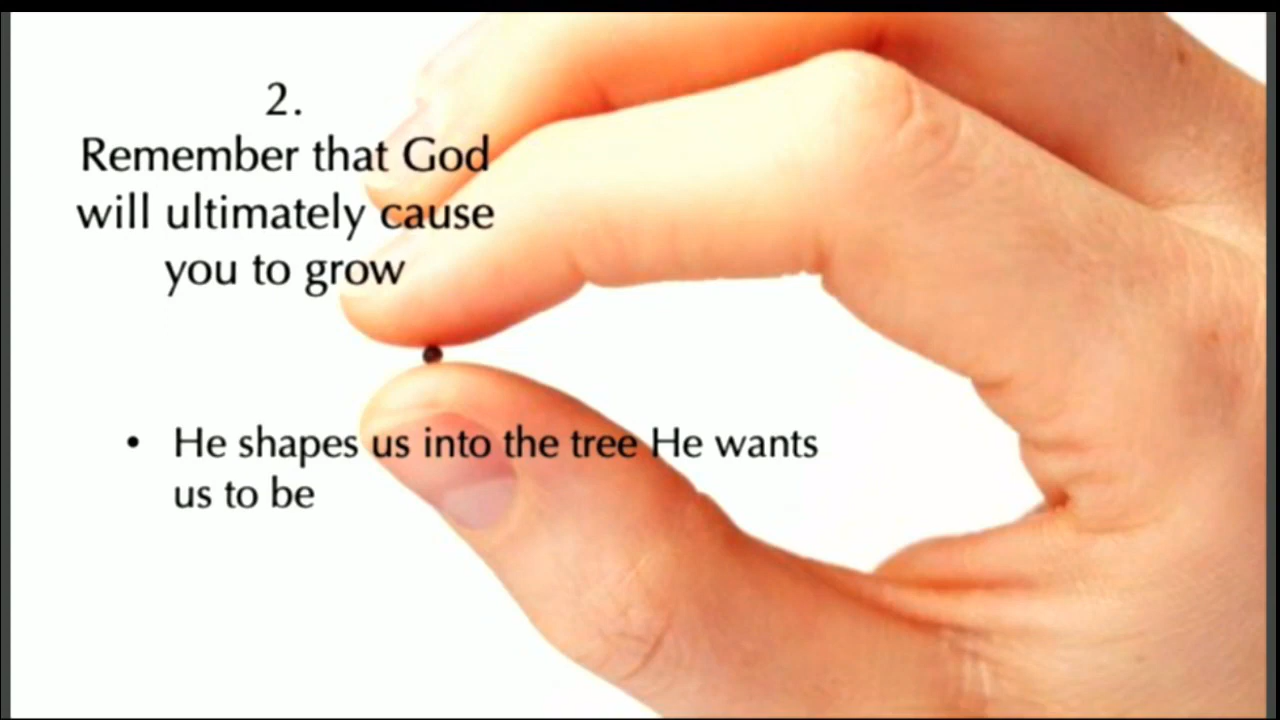 2.
Remember that God
will ultimately cause
you to grow
• He shapes us into the tree He wants
us to be